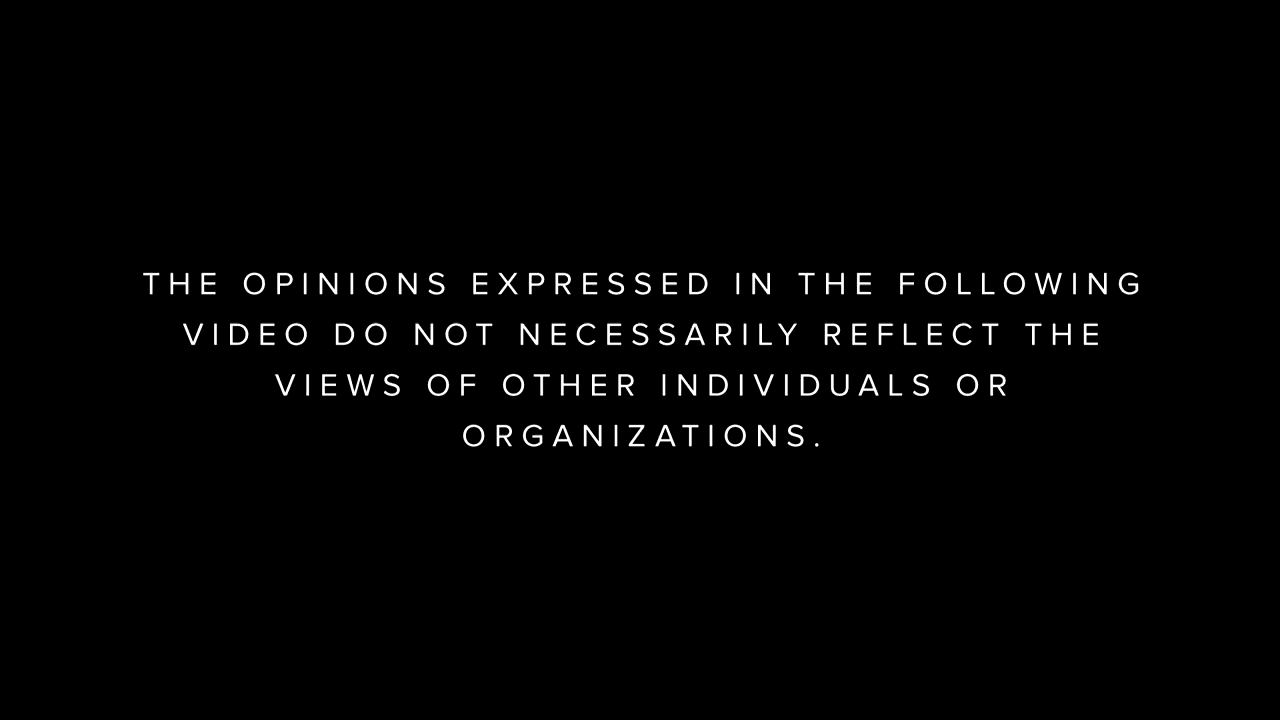 THE OPINIONS EXPRESSED IN THE FOLLOWING
VIDEO DO NOT NECESSARILY REFLECT THE
VIEWS OF OTHER INDIVIDUALS OR
ORGANIZATIONS.